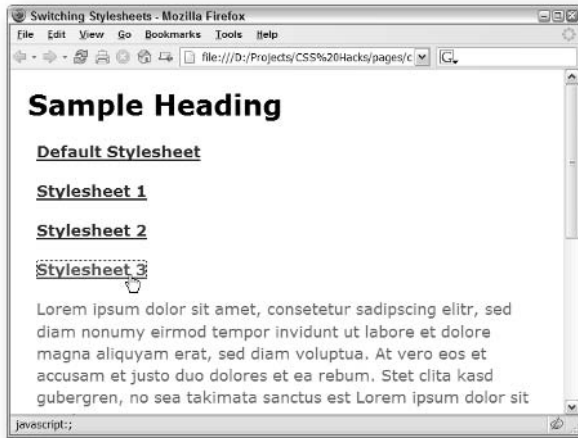 Switching Stylesheets - Mozilla Firefox
File Edit View Go Bookmarks Tools Help
file:///D:/Projects/CSS%20Hacks/pages/c
G
Sample Heading
Default Stylesheet
Stylesheet 1
Stylesheet 2
Stylesheet 3
Lorem ipsum dolor sit amet, consetetur sadipscing elitr, sed
diam nonumy eirmod tempor invidunt ut labore et dolore
magna aliquyam erat, sed diam voluptua. At vero eos et
accusam et justo duo dolores et ea rebum. Stet clita kasd
gubergren, no sea takimata sanctus est Lorem ipsum dolor sit
javascript:;